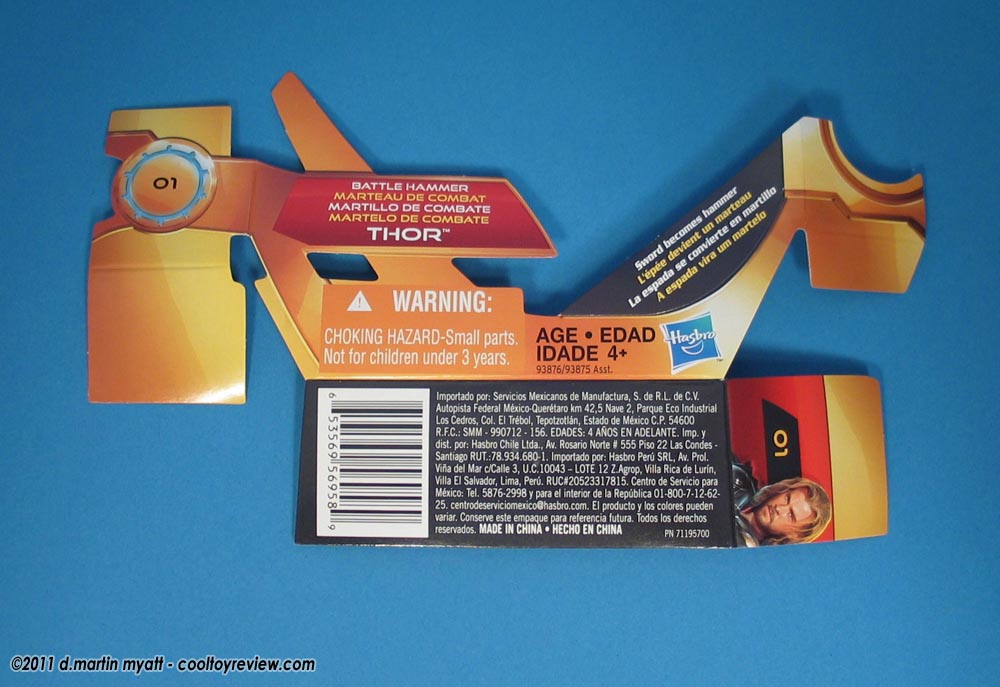 01
BATTLE HAMMER
MARTEAU DE COMBAT
MARTILLO DE COMBATE
MARTELO DE COMBATE
THOR™
Sword becomes hammer
L'épée devient un marteau
La espada se convierte en martillo
A espada vira um martelo
WARNING:
CHOKING HAZARD-Small parts.
Not for children under 3 years.
AGE • EDAD
IDADE 4+
93876/93875 Asst.
Hasbro™
6 53569 56958 9
Importado por: Servicios Mexicanos de Manufactura, S. de R.L. de C.V.
Autopista Federal México-Querétaro km 42,5 Nave 2, Parque Eco Industrial
Los Cedros, Col. El Trébol, Tepotzotlán, Estado de México C.P. 54600
R.F.C.: SMM - 990712 - 156. EDADES: 4 AÑOS EN ADELANTE. Imp. y
dist. por: Hasbro Chile Ltda., Av. Rosario Norte # 555 Piso 22 Las Condes -
Santiago RUT.:78.934.680-1. Importado por: Hasbro Perú SRL, Av. Prol.
Viña del Mar c/Calle 3, U.C.10043 – LOTE 12 Z.Agrop, Villa Rica de Lurin,
Villa El Salvador, Lima, Perú. RUC#20523317815. Centro de Servicio para
México: Tel. 5876-2998 y para el interior de la República 01-800-7-12-62-
25. centrodeserviciomexico@hasbro.com. El producto y los colores pueden
variar. Conserve este empaque para referencia futura. Todos los derechos
reservados. MADE IN CHINA • HECHO EN CHINA
PN 71195700
01
©2011 d.martin myatt - cooltoyreview.com